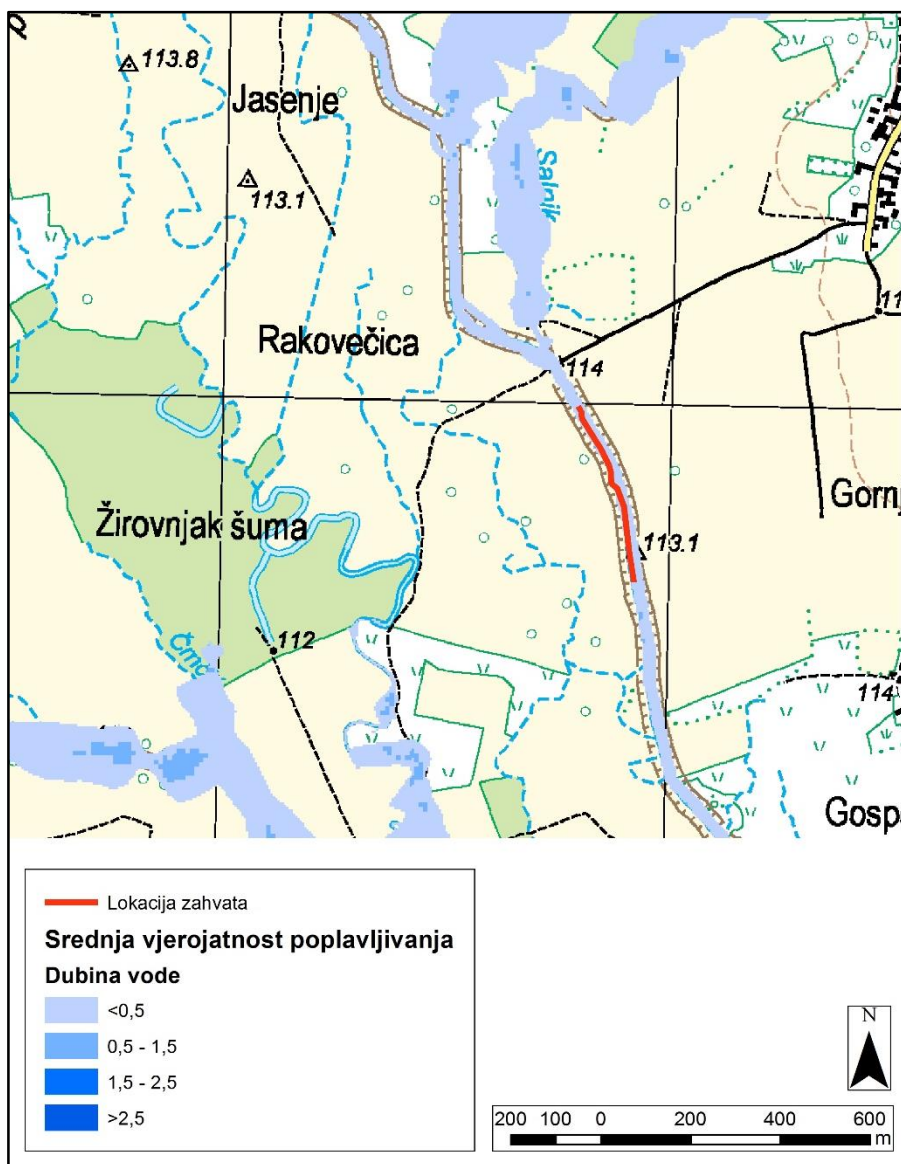 113.8
Jasenje
113.1
Salnik
Rakovečica
114
11
Žirovnjak šuma
Gornj
113.1
112
114
Gosp
Lokacija zahvata
Srednja vjerojatnost poplavljivanja
Dubina vode
<0,5
0,5 - 1,5
1,5 - 2,5
>2,5
N
200 100 0 200 400 600
m